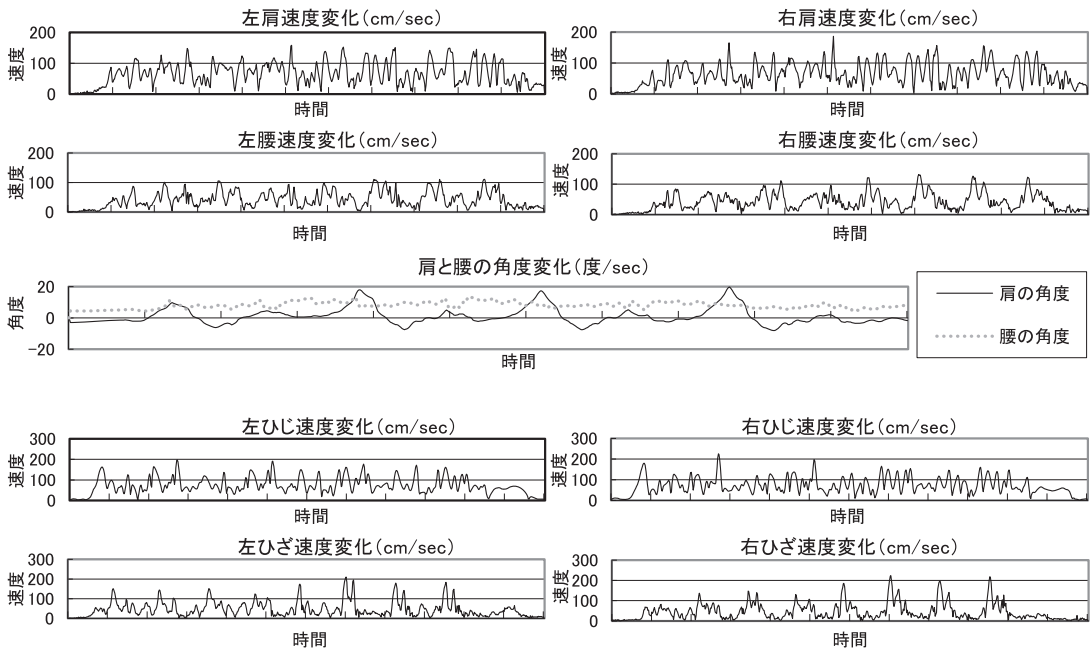 左肩速度変化(cm/sec)
200
100
0
速度
時間
右肩速度変化(cm/sec)
200
100
0
速度
時間
左腰速度変化(cm/sec)
200
100
0
速度
時間
右腰速度変化(cm/sec)
200
100
0
速度
時間
肩と腰の角度変化(度/sec)
20
0
-20
角度
時間
肩の角度
腰の角度
左ひじ速度変化(cm/sec)
300
200
100
0
速度
時間
右ひじ速度変化(cm/sec)
300
200
100
0
速度
時間
左ひざ速度変化(cm/sec)
300
200
100
0
速度
時間
右ひざ速度変化(cm/sec)
300
200
100
0
速度
時間